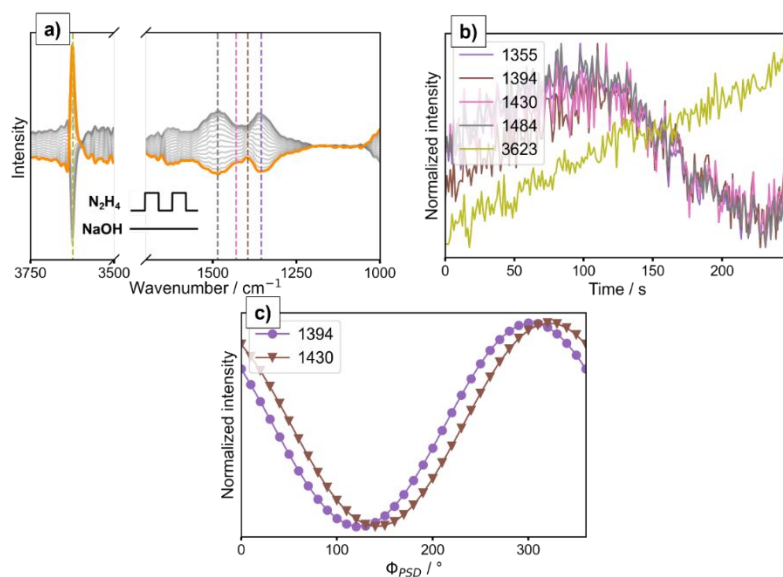 a)
Intensity
N₂H₄
NaOH
3750 3500 1500 1250 1000
Wavenumber / cm⁻¹
b)
Normalized intensity
1355
1394
1430
1484
3623
0 50 100 150 200
Time / s
c)
Normalized intensity
1394
1430
0 100 200 300
Φ_PSD / °